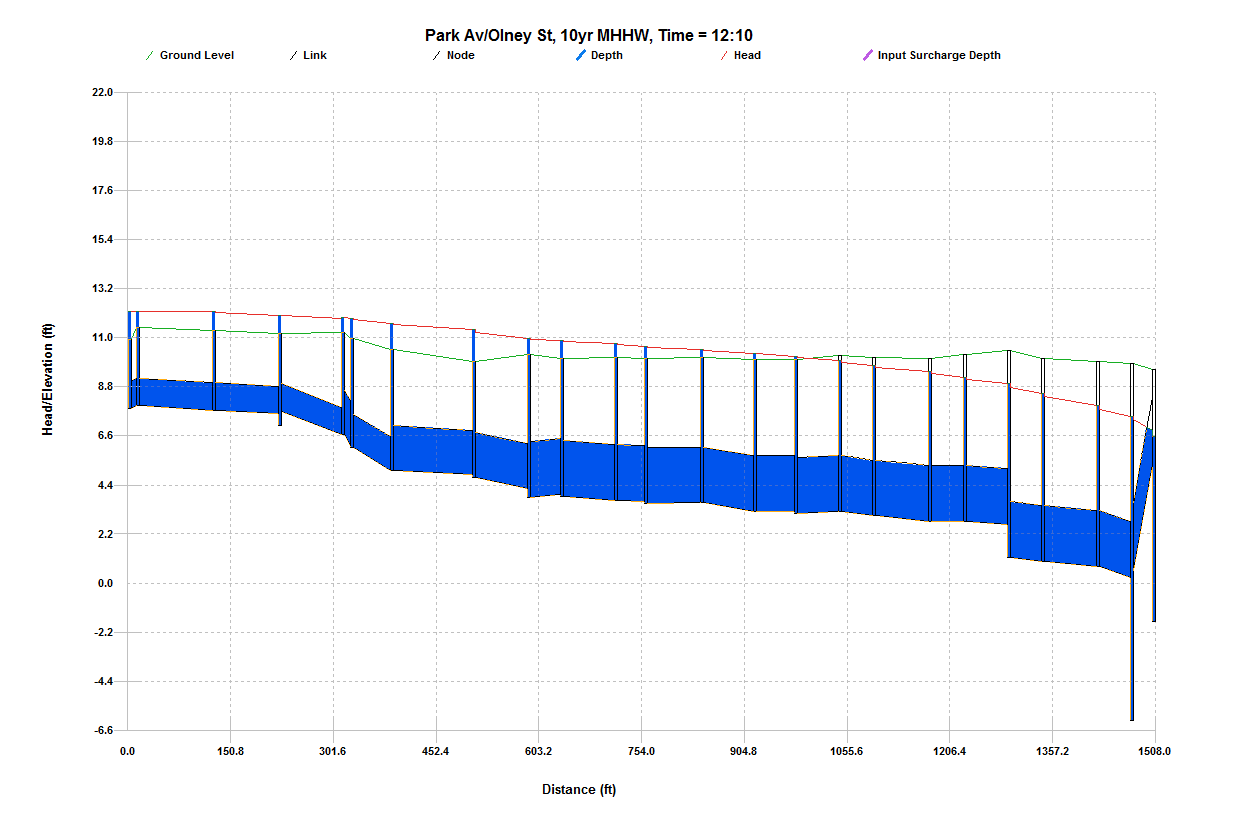 Park Av/Olney St, 10yr MHHW, Time = 12:10
Ground Level Link Node Depth Head Input Surcharge Depth
22.0
19.8
17.6
15.4
13.2
11.0
8.8
6.6
4.4
2.2
0.0
-2.2
-4.4
-6.6
Head/Elevation (ft)
0.0 150.8 301.6 452.4 603.2 754.0 904.8 1055.6 1206.4 1357.2 1508.0
Distance (ft)